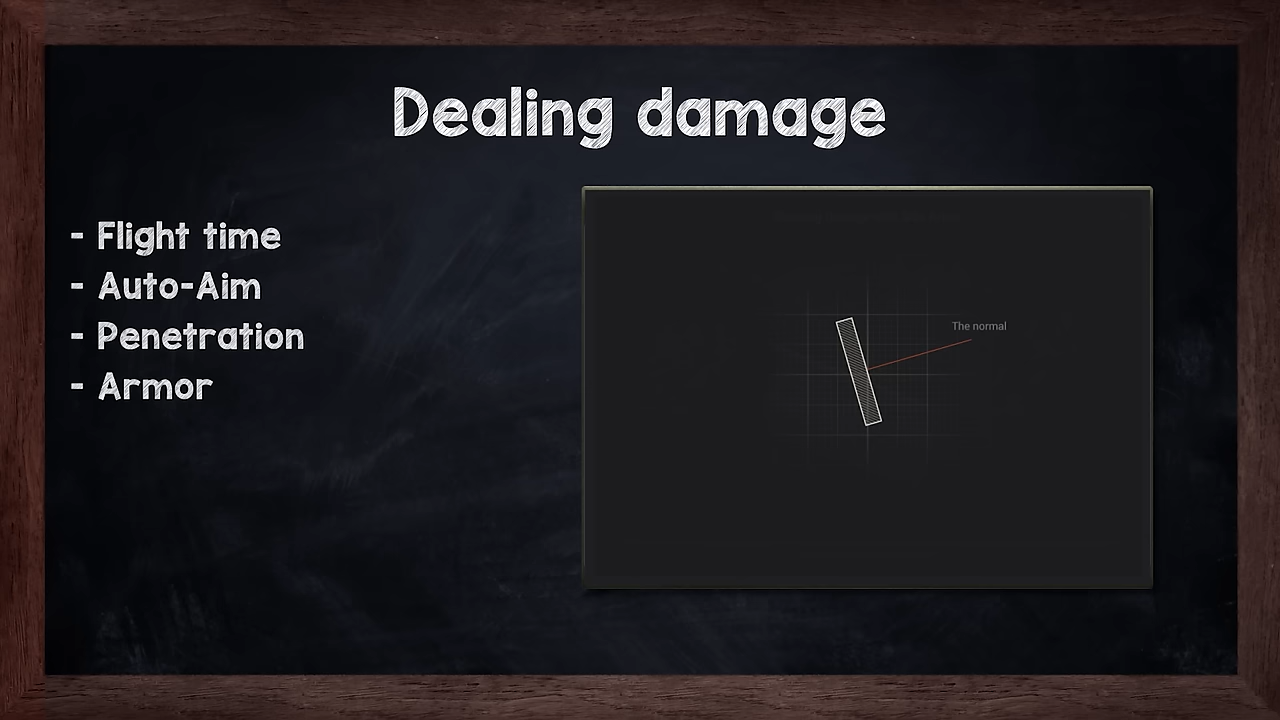 Dealing damage
- Flight time
- Auto-Aim
- Penetration
- Armor
The normal